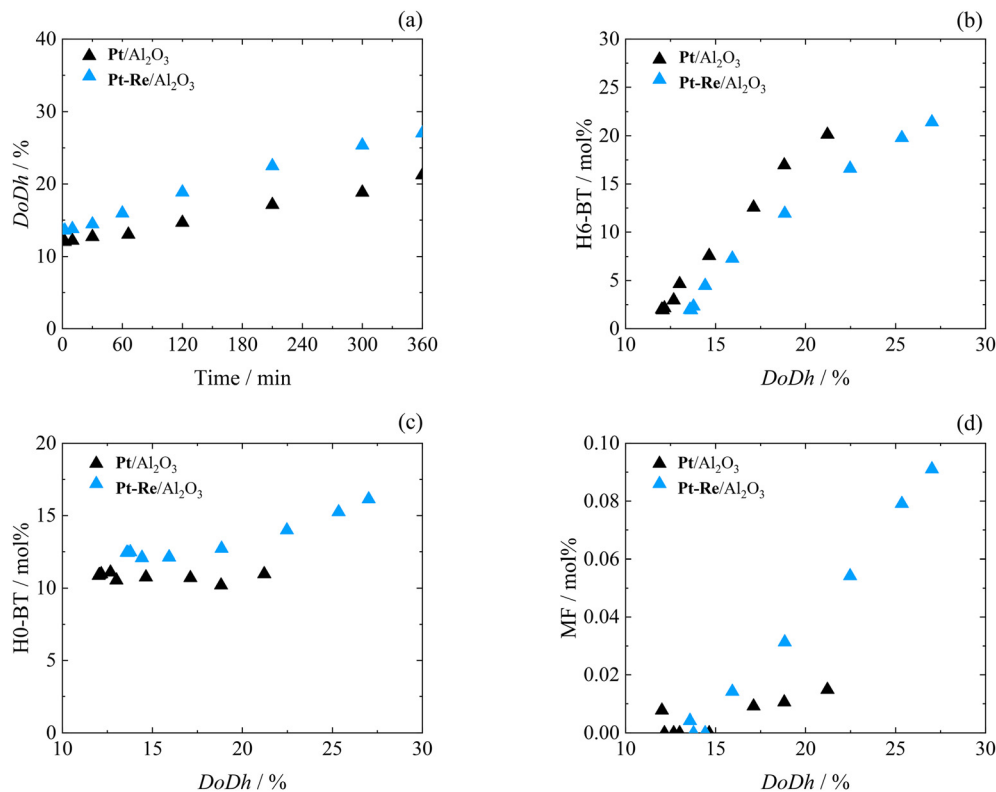 (a)
40
30
20
10
0
DoDh / %
Pt/Al₂O₃
Pt-Re/Al₂O₃
0 60 120 180 240 300 360
Time / min
(b)
30
25
20
15
10
5
0
H6-BT / mol%
Pt/Al₂O₃
Pt-Re/Al₂O₃
10 15 20 25 30
DoDh / %
(c)
20
15
10
5
0
H0-BT / mol%
Pt/Al₂O₃
Pt-Re/Al₂O₃
10 15 20 25 30
DoDh / %
(d)
0.10
0.08
0.06
0.04
0.02
0.00
MF / mol%
Pt/Al₂O₃
Pt-Re/Al₂O₃
10 15 20 25 30
DoDh / %